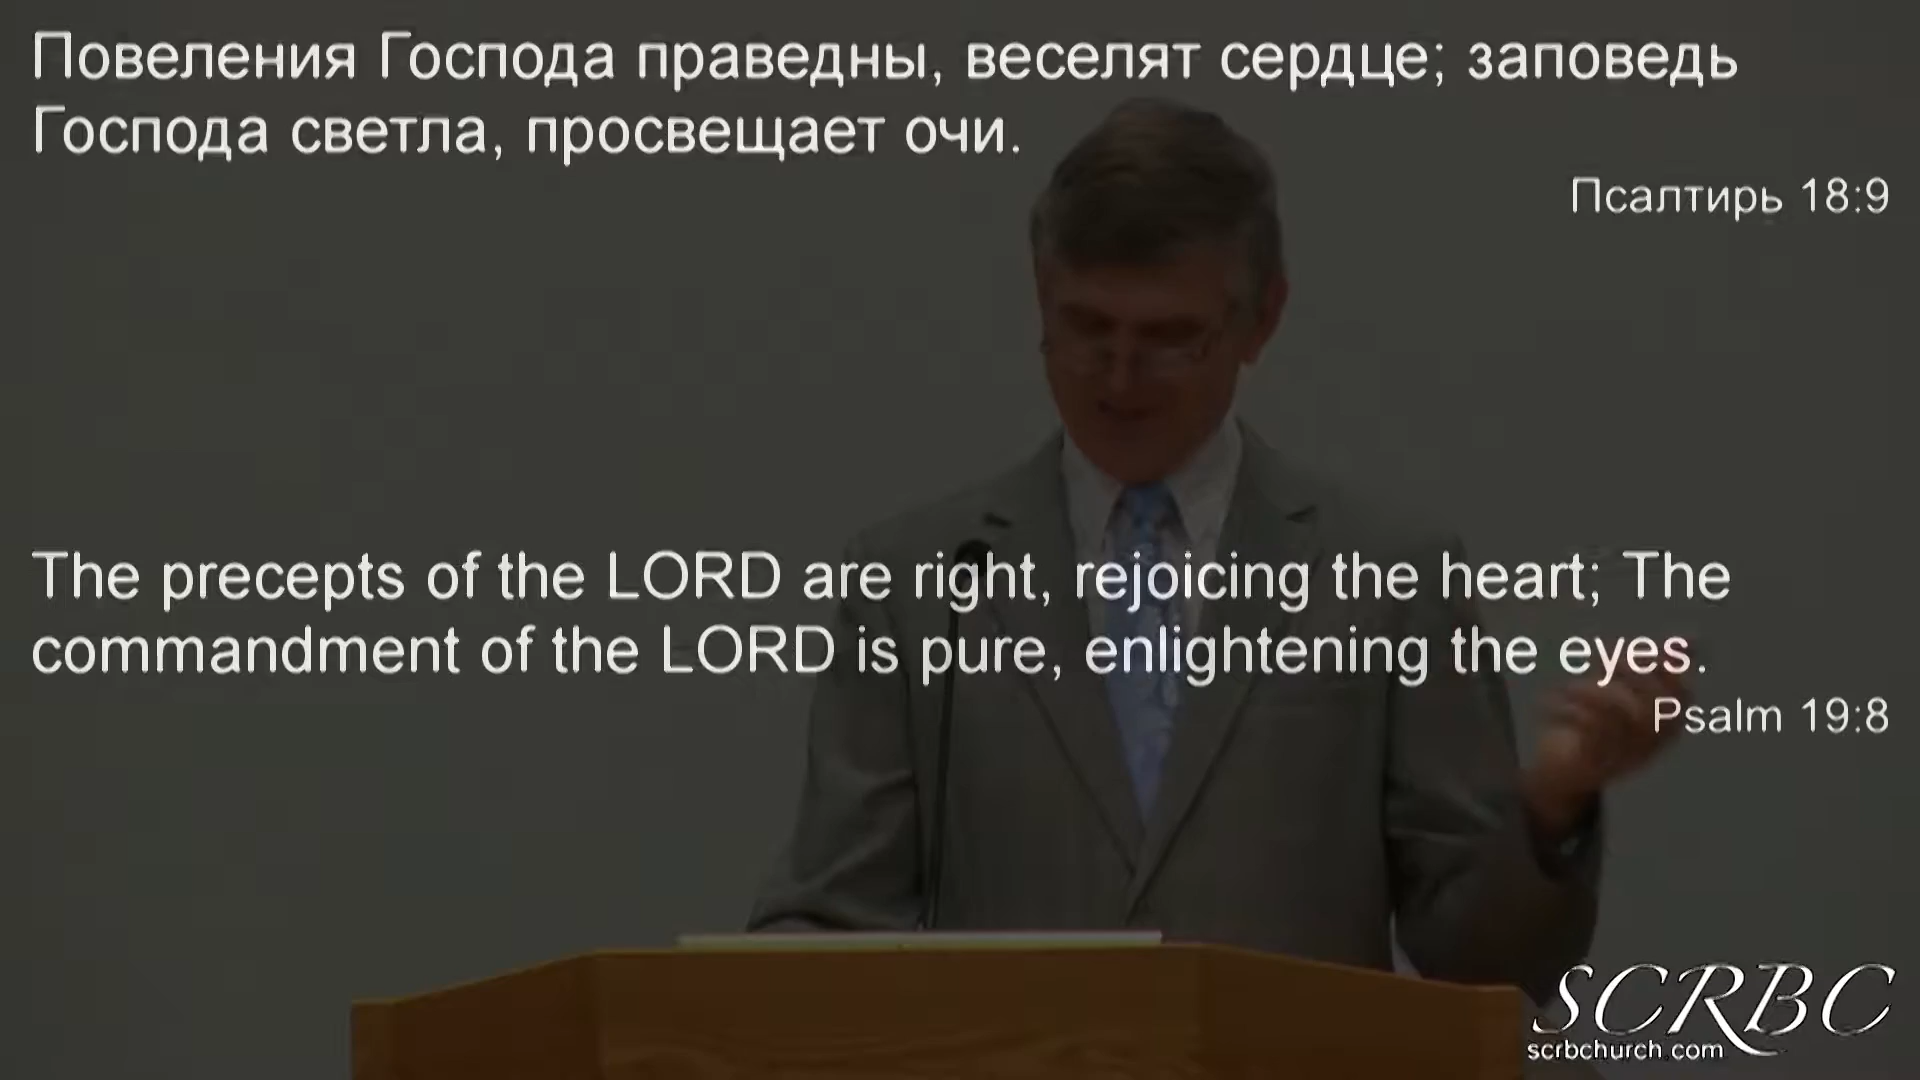 Повеления Господа праведны, веселят сердце; заповедь
Господа светла, просвещает очи.
Псалтирь 18:9
The precepts of the LORD are right, rejoicing the heart; The
commandment of the LORD is pure, enlightening the eyes.
Psalm 19:8
SCRBC
scrbchurch.com